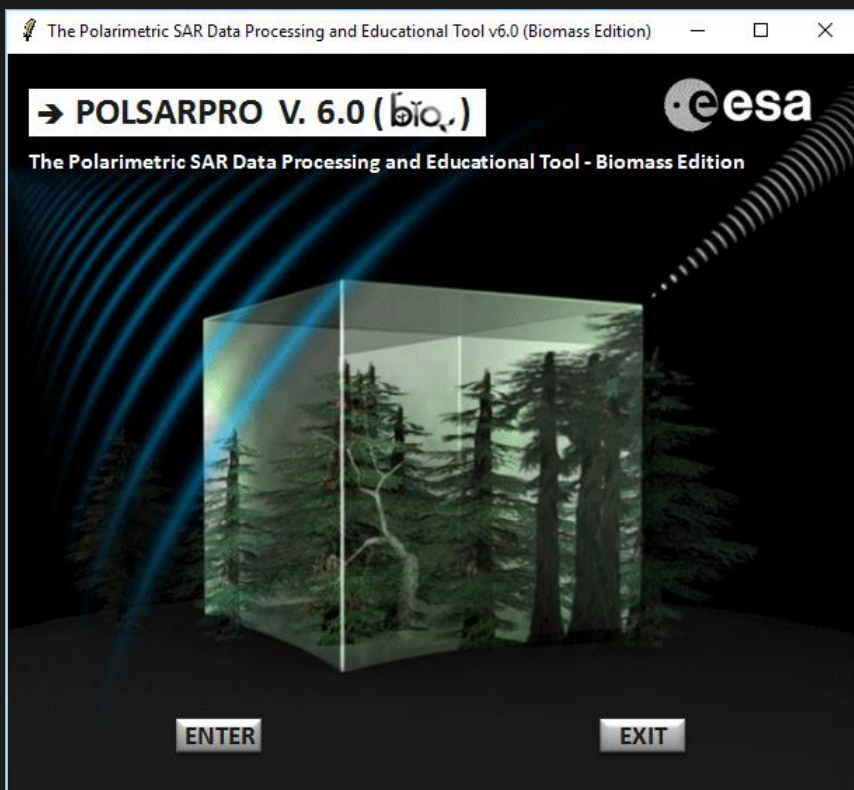 The Polarimetric SAR Data Processing and Educational Tool v6.0 (Biomass Edition)
➔ POLSARPRO V. 6.0 (bio)
esa
The Polarimetric SAR Data Processing and Educational Tool - Biomass Edition
ENTER
EXIT